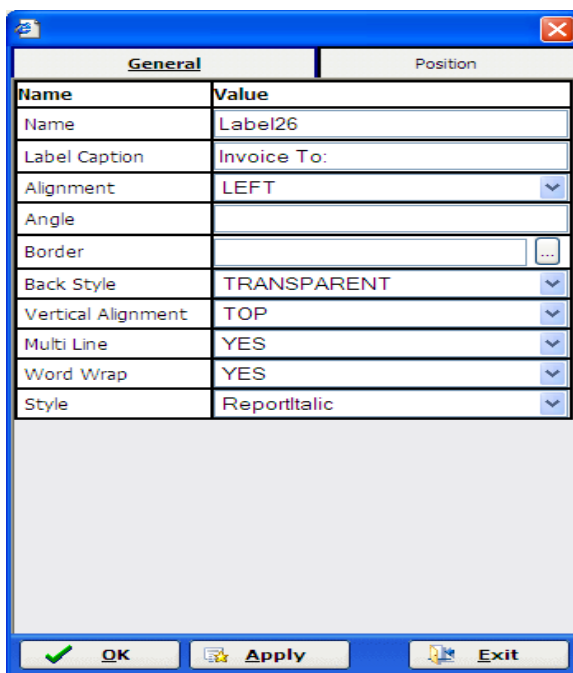 General Position
Name Value
Name Label26
Label Caption Invoice To:
Alignment LEFT
Angle
Border ...
Back Style TRANSPARENT
Vertical Alignment TOP
Multi Line YES
Word Wrap YES
Style ReportItalic
OK Apply Exit